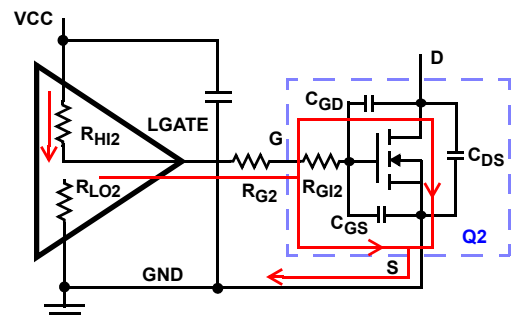 VCC
D
CGD
RHI2
LGATE
G
CDS
RLO2
RG2
RGI2
CGS
Q2
GND
S